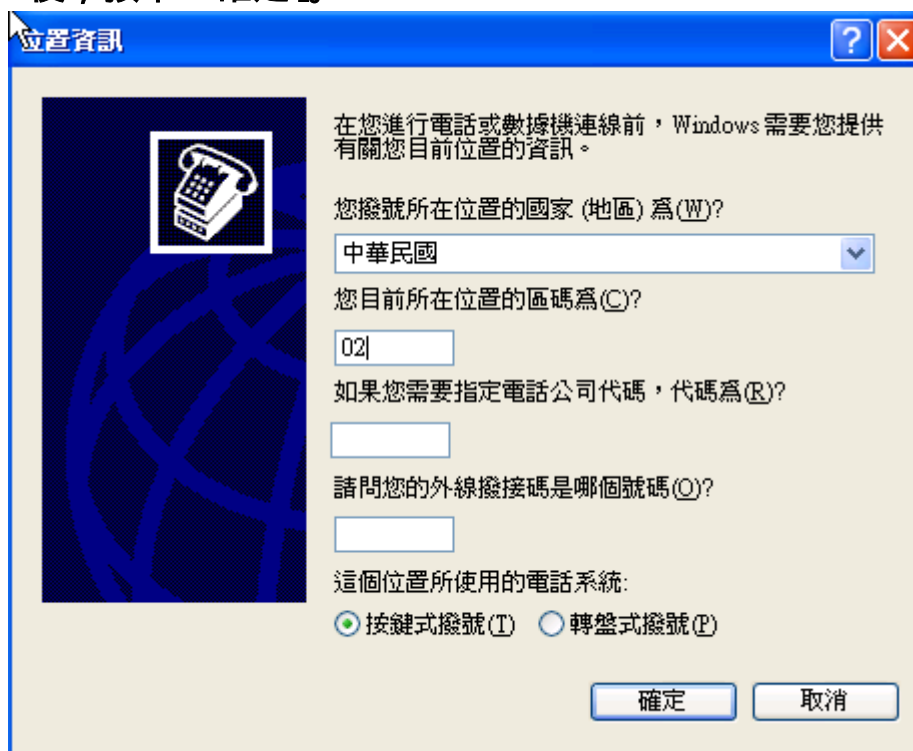 位置資訊
在您進行電話或數據機連線前，Windows 需要您提供
有關您目前位置的資訊。
您撥號所在位置的國家 (地區) 為(W)?
中華民國
您目前所在位置的區碼為(C)?
02
如果您需要指定電話公司代碼，代碼為(R)?
請問您的外線撥接碼是哪個號碼(O)?
這個位置所使用的電話系統:
按鍵式撥號(T) 轉盤式撥號(P)
確定 取消